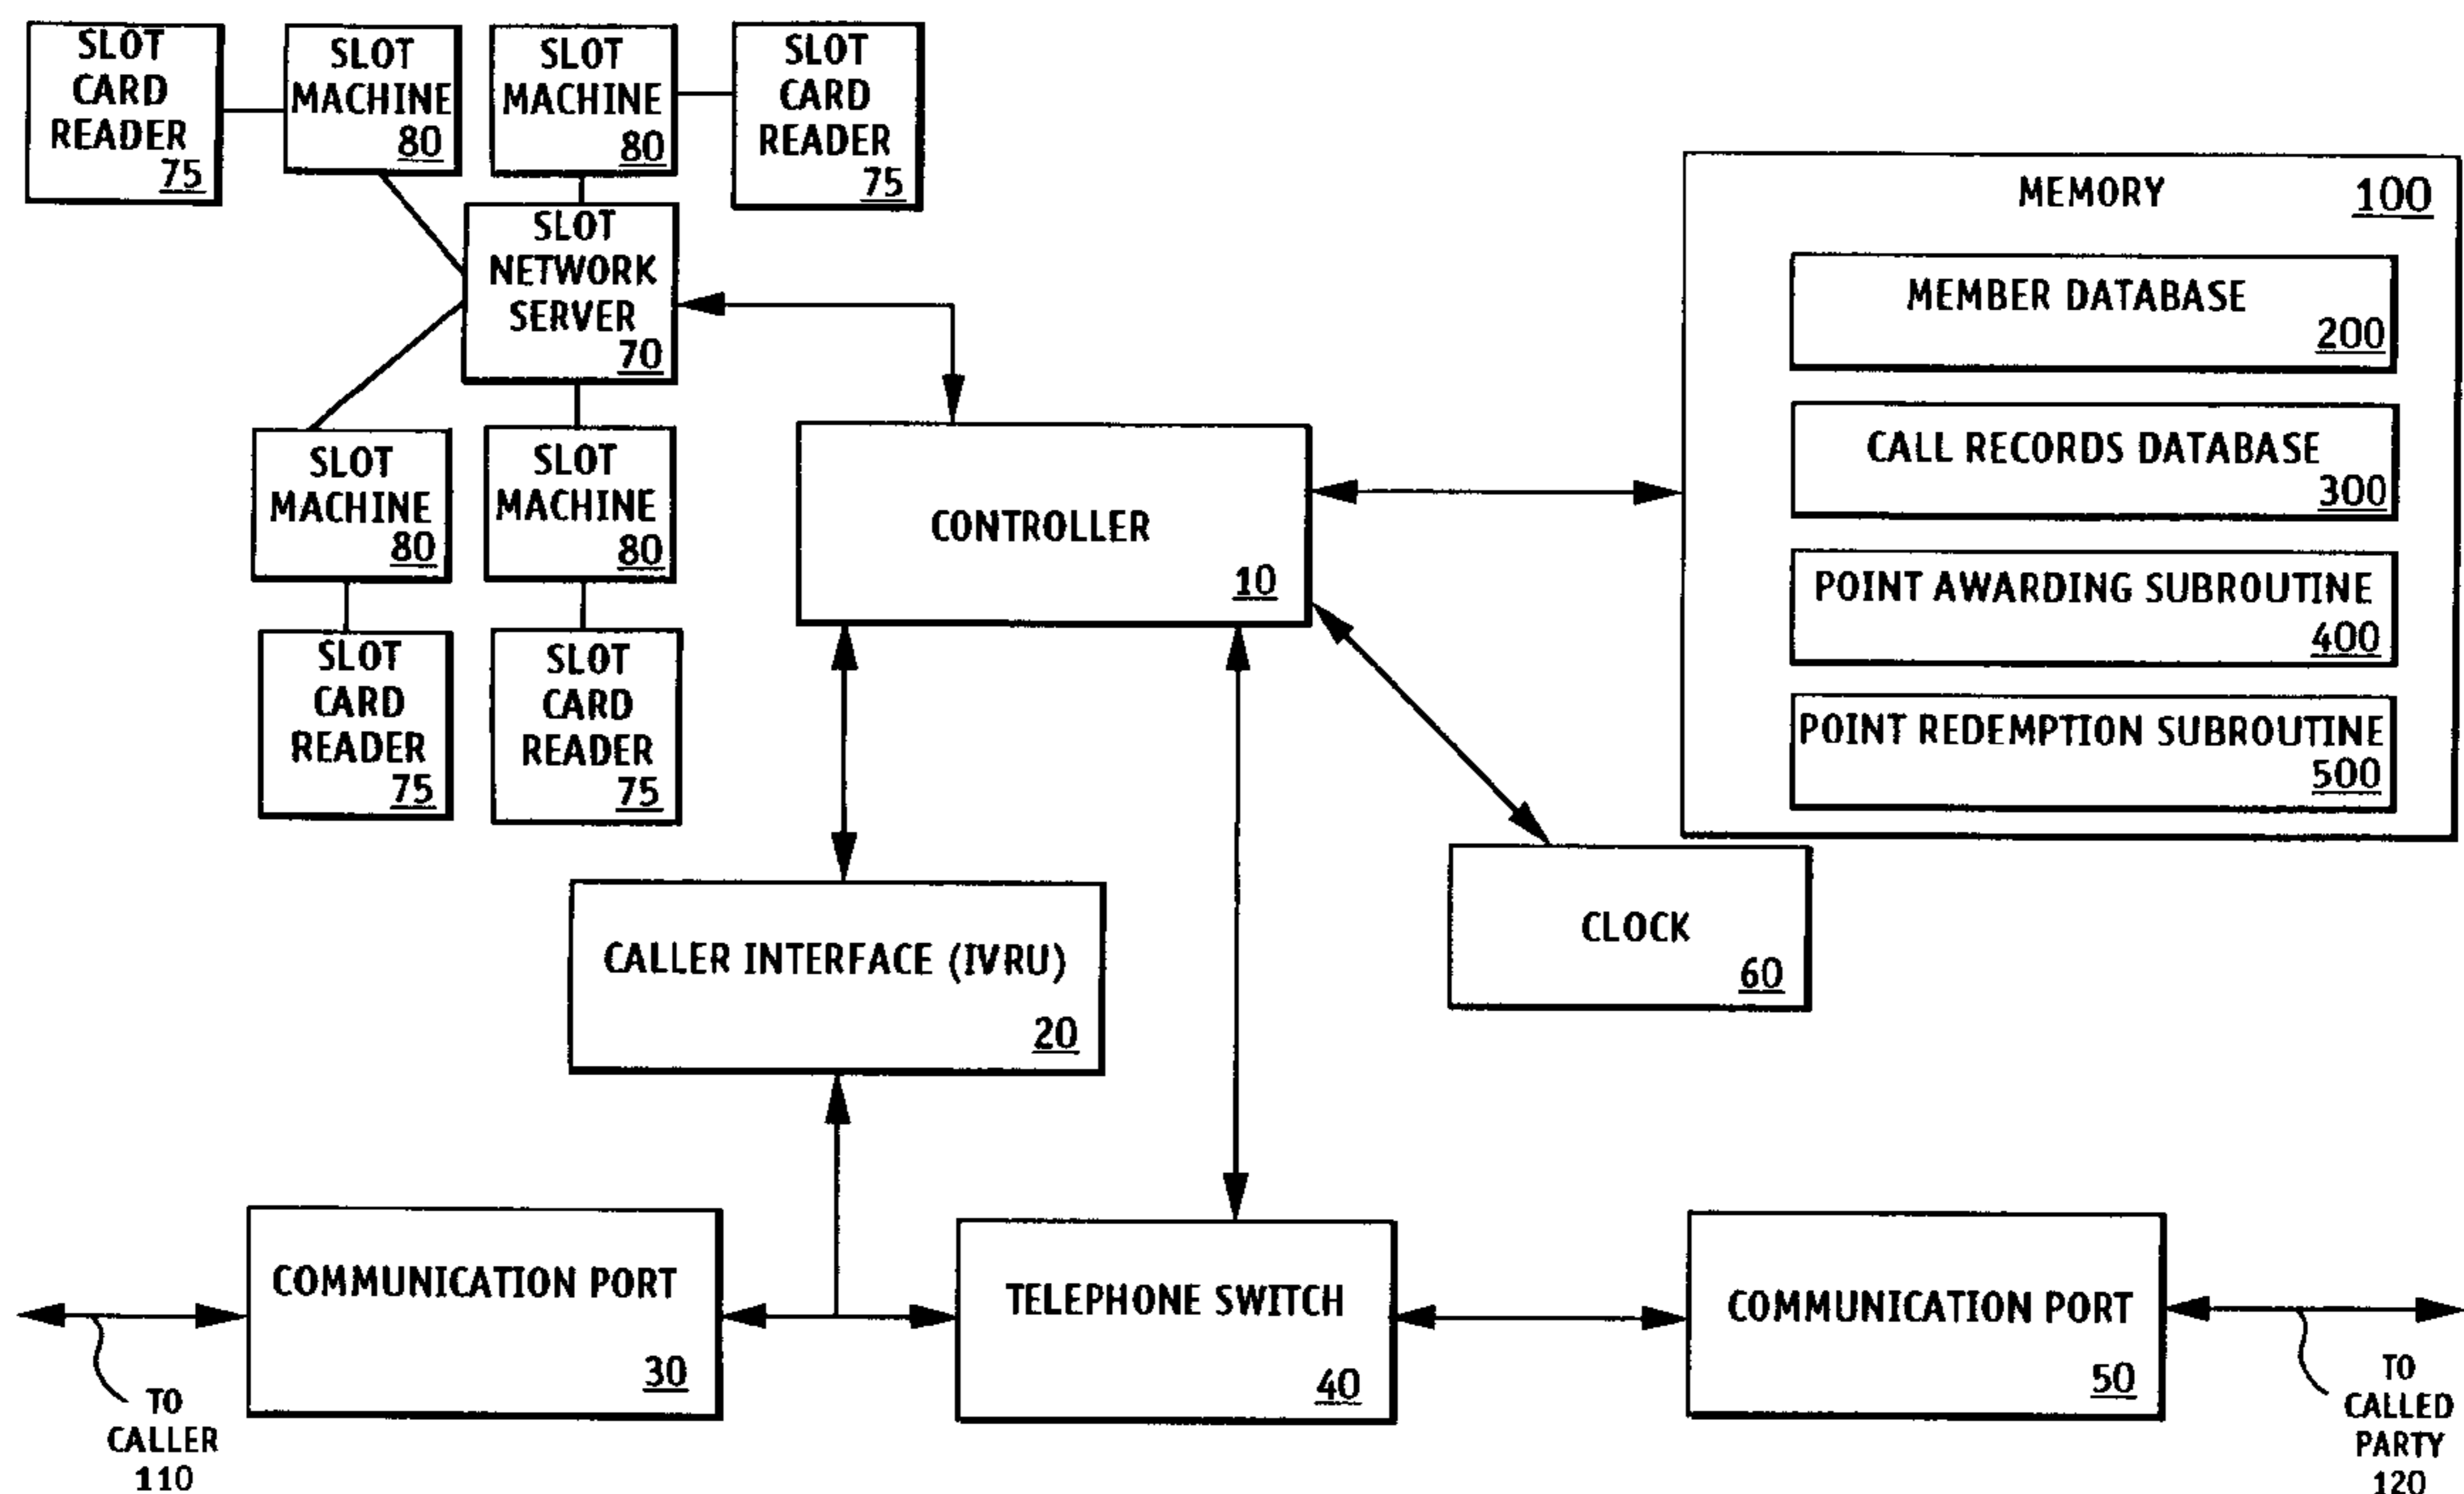 SLOT
CARD
READER
75
SLOT
MACHINE
80
SLOT
MACHINE
80
SLOT
CARD
READER
75
SLOT
NETWORK
SERVER
70
SLOT
MACHINE
80
SLOT
MACHINE
80
SLOT
CARD
READER
75
SLOT
CARD
READER
75
CONTROLLER
10
MEMORY 100
MEMBER DATABASE
200
CALL RECORDS DATABASE
300
POINT AWARDING SUBROUTINE
400
POINT REDEMPTION SUBROUTINE
500
CALLER INTERFACE (IVRU)
20
CLOCK
60
COMMUNICATION PORT
30
TELEPHONE SWITCH
40
COMMUNICATION PORT
50
TO
CALLER
110
TO
CALLED
PARTY
120